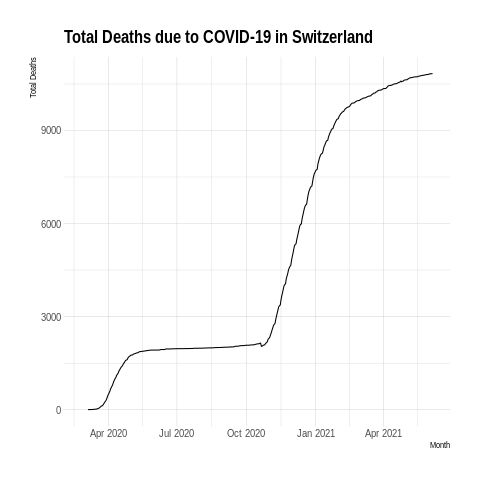 Total Deaths due to COVID-19 in Switzerland
Total Deaths
9000
6000
3000
0
Apr 2020 Jul 2020 Oct 2020 Jan 2021 Apr 2021
Month